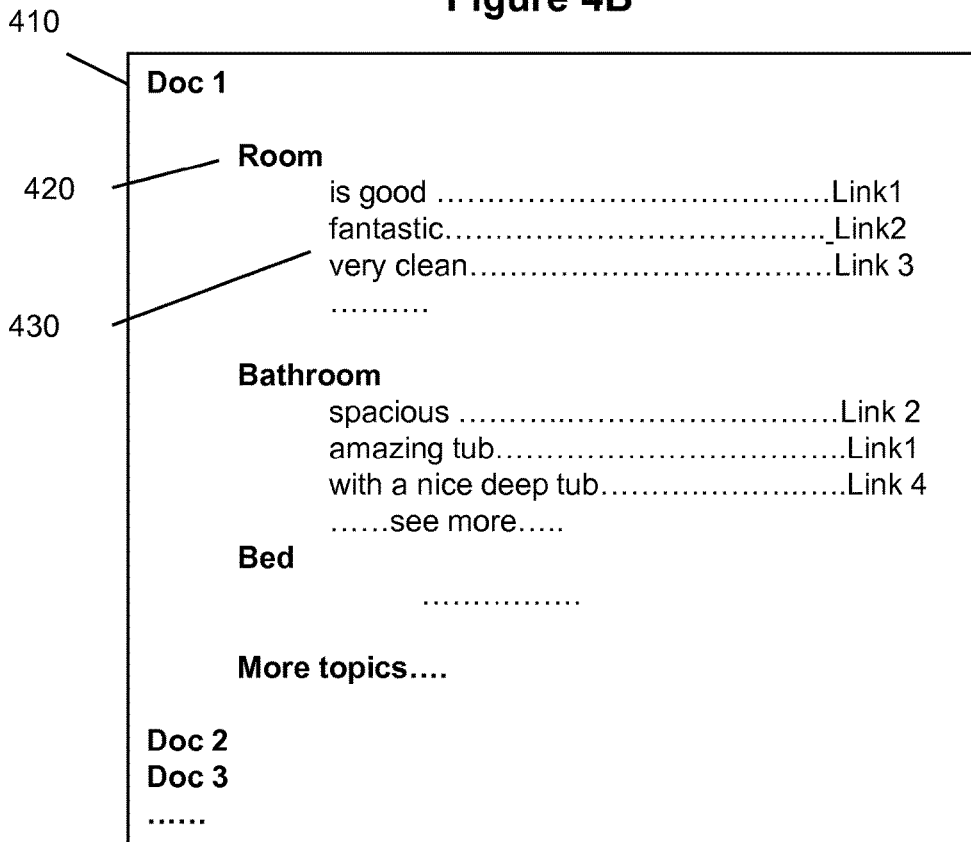 Figure 4B
410
Doc 1
Room
420
is good ……………………………………Link1
fantastic…………………………………._Link2
very clean…………………………………Link 3
……….
430
Bathroom
spacious …………………………………..Link 2
amazing tub………………………………..Link1
with a nice deep tub……………………..Link 4
……see more…..
Bed
…………….
More topics….
Doc 2
Doc 3
……